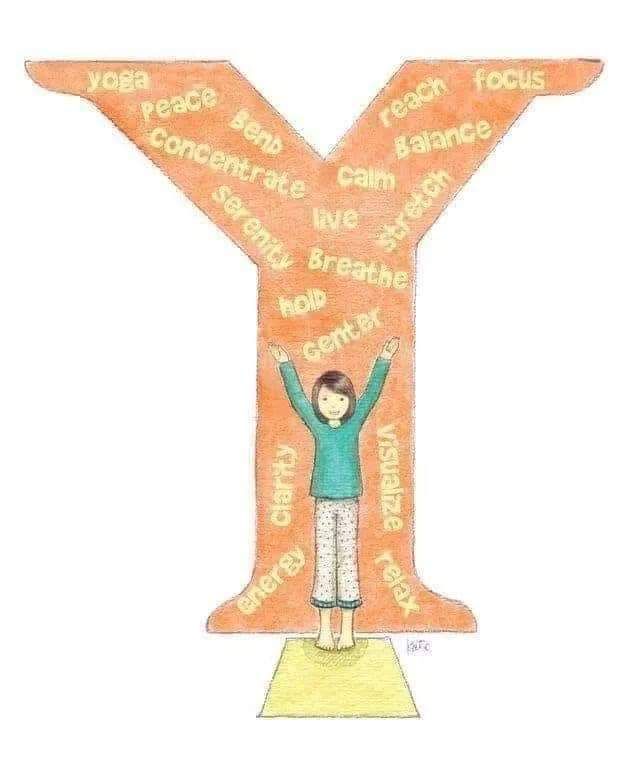 yoga
peace
Bend
concentrate
serenity
reach
focus
Balance
calm
stretch
live
Breathe
hold
center
clarity
visualize
energy
relax